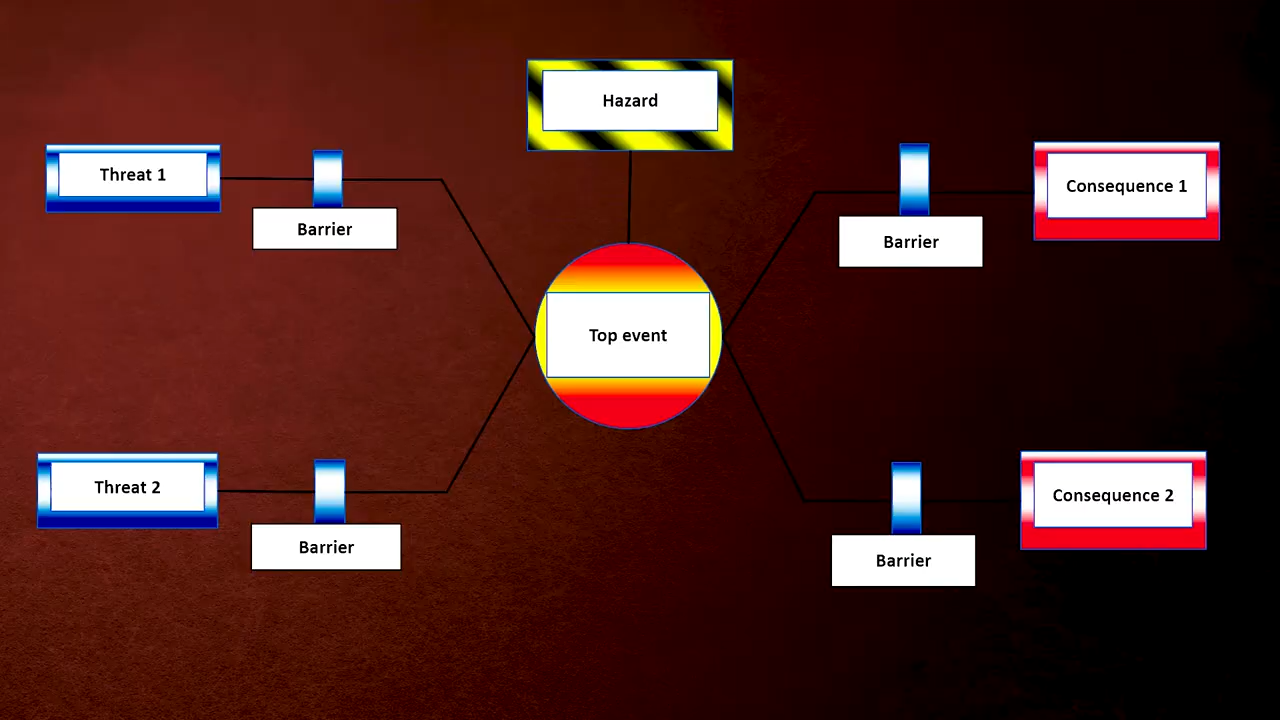 Hazard
Threat 1
Consequence 1
Barrier
Barrier
Top event
Threat 2
Consequence 2
Barrier
Barrier